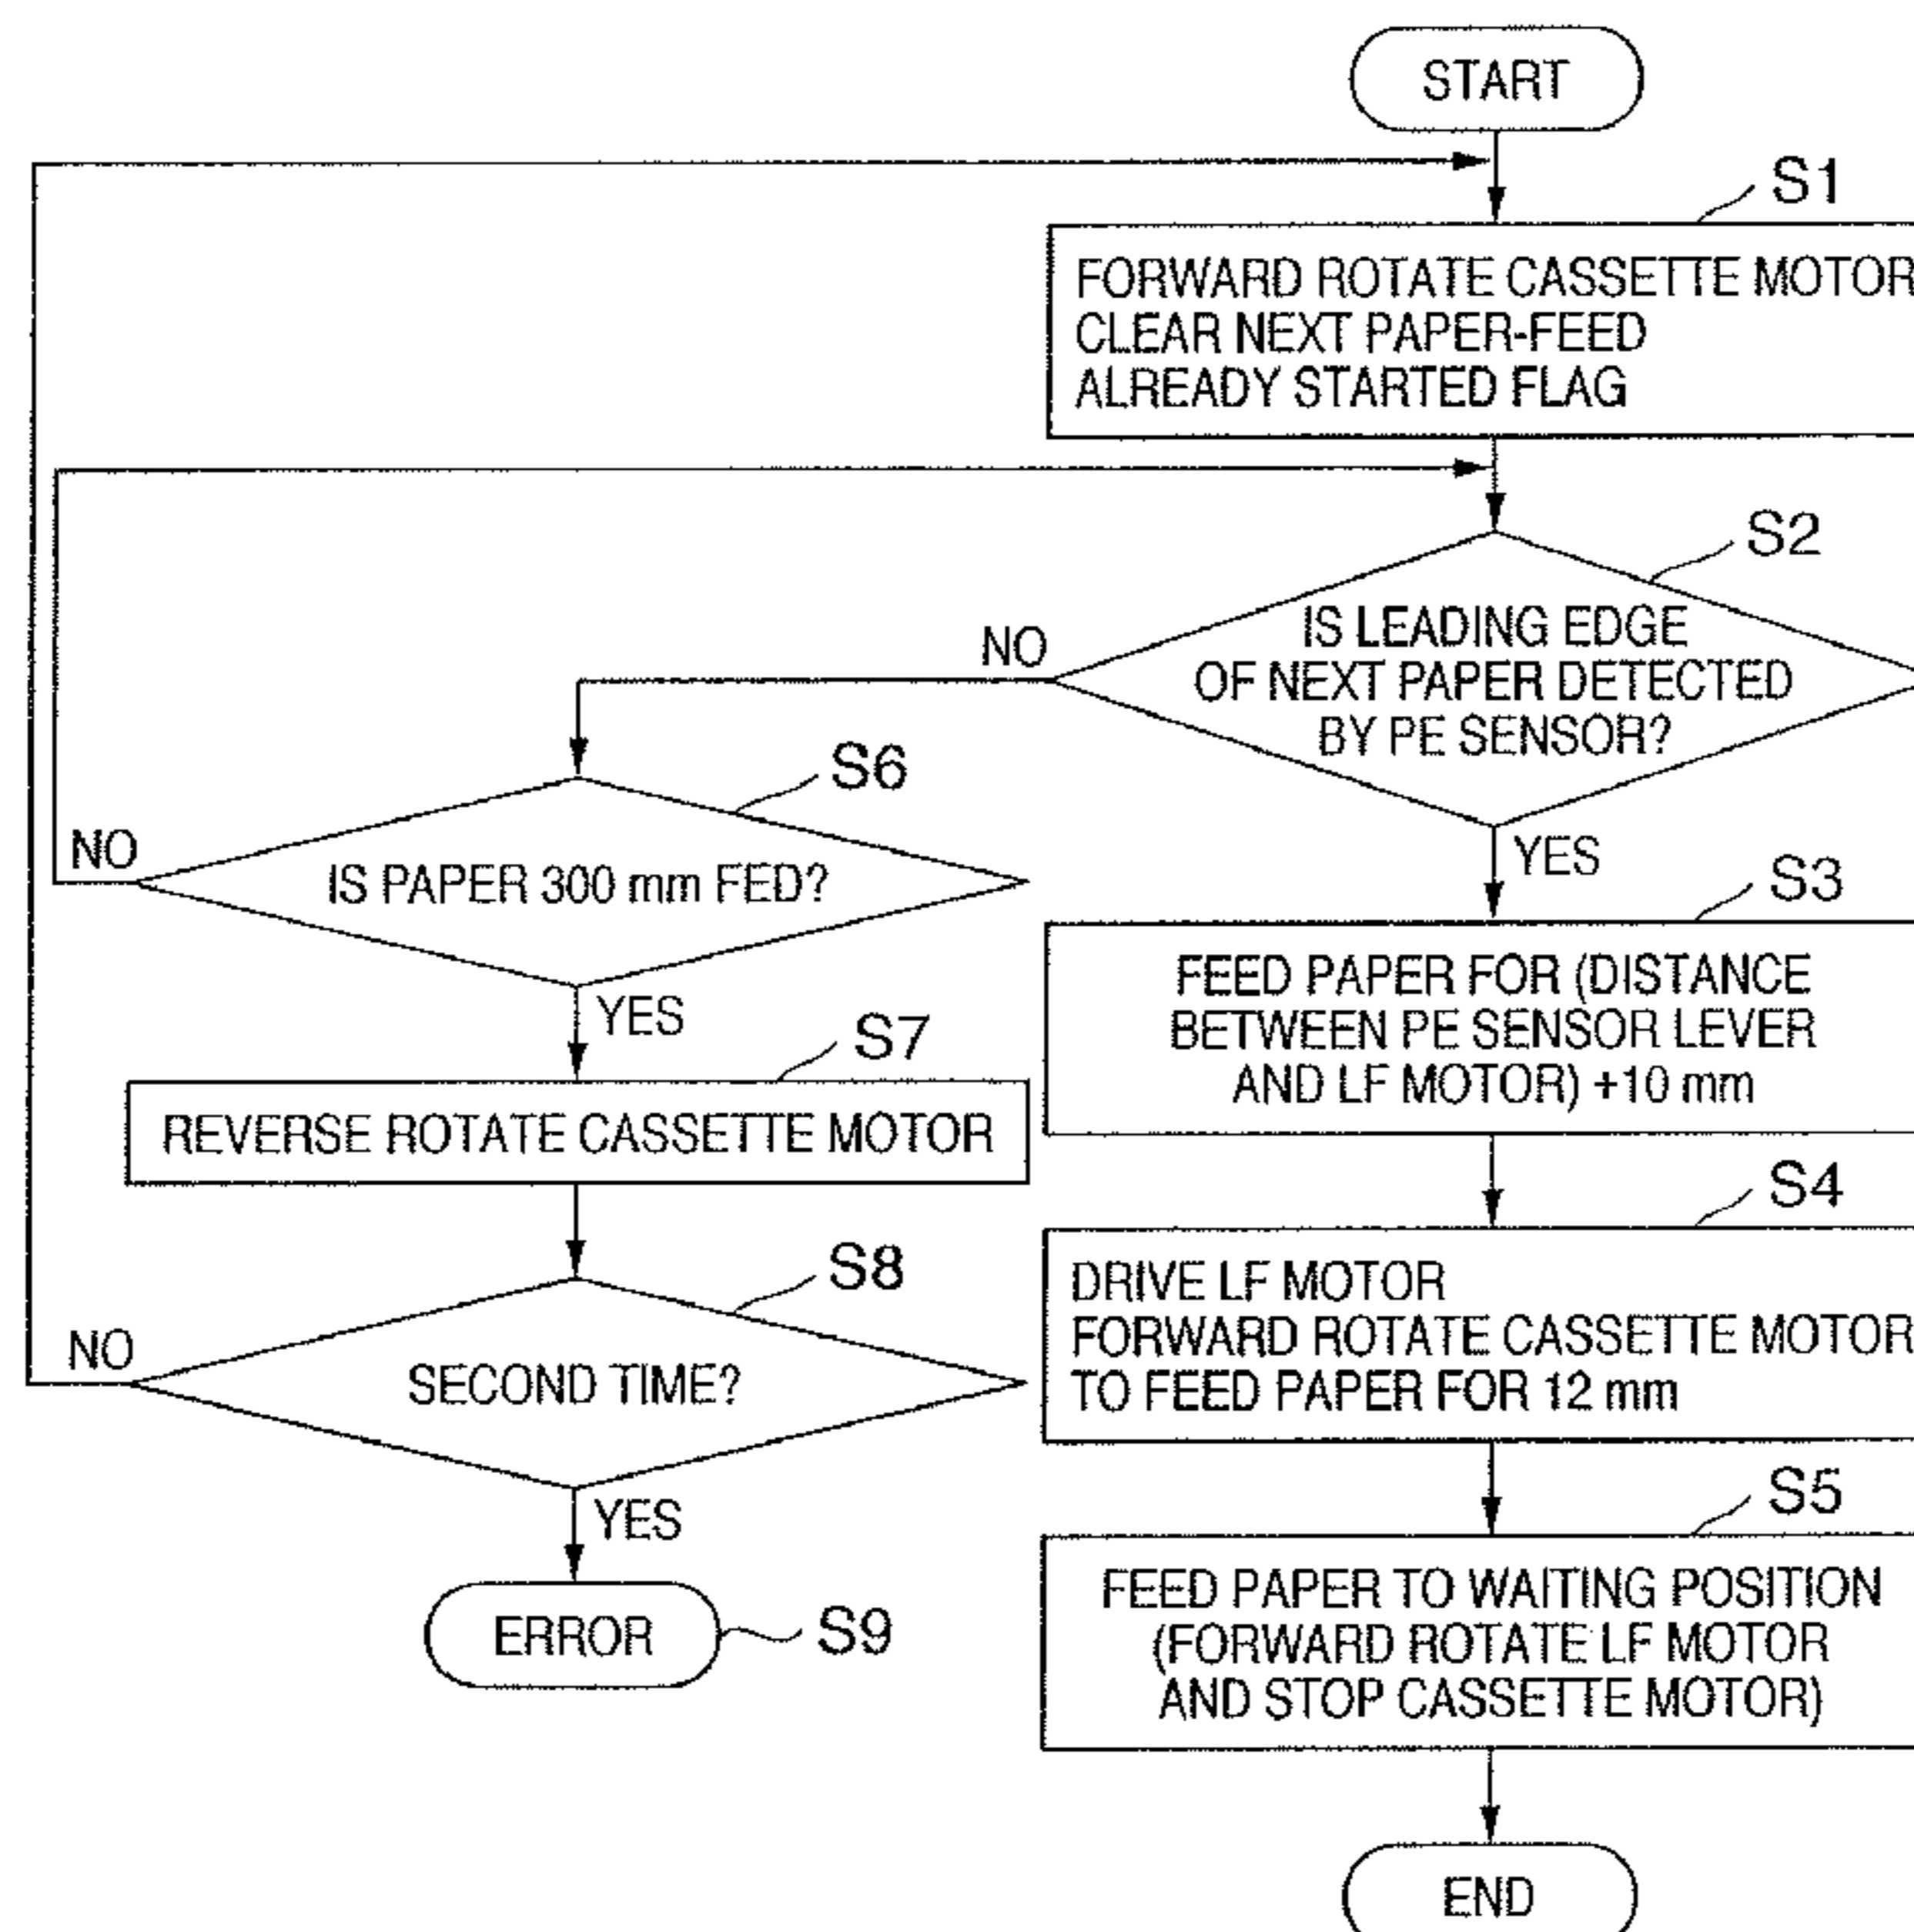 START
S1
FORWARD ROTATE CASSETTE MOTOR
CLEAR NEXT PAPER-FEED
ALREADY STARTED FLAG
S2
IS LEADING EDGE
OF NEXT PAPER DETECTED
BY PE SENSOR?
NO
YES
S6
IS PAPER 300 mm FED?
NO
YES
S3
FEED PAPER FOR (DISTANCE
BETWEEN PE SENSOR LEVER
AND LF MOTOR) +10 mm
S7
REVERSE ROTATE CASSETTE MOTOR
S4
DRIVE LF MOTOR
FORWARD ROTATE CASSETTE MOTOR
TO FEED PAPER FOR 12 mm
S8
SECOND TIME?
NO
YES
S5
FEED PAPER TO WAITING POSITION
(FORWARD ROTATE LF MOTOR
AND STOP CASSETTE MOTOR)
ERROR
S9
END